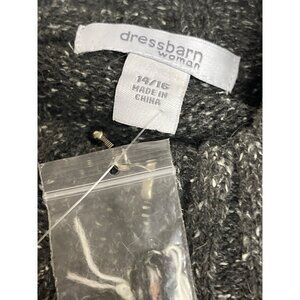 dressbarn
woman
14/16
MADE IN
CHINA